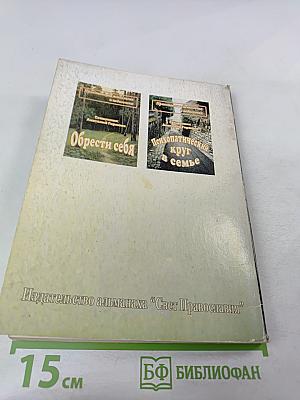 Обрести себя
Психопатический
круг
в семье
Издательство альманаха "Свет Православия"
15 см
БФ БИБЛИОФАН